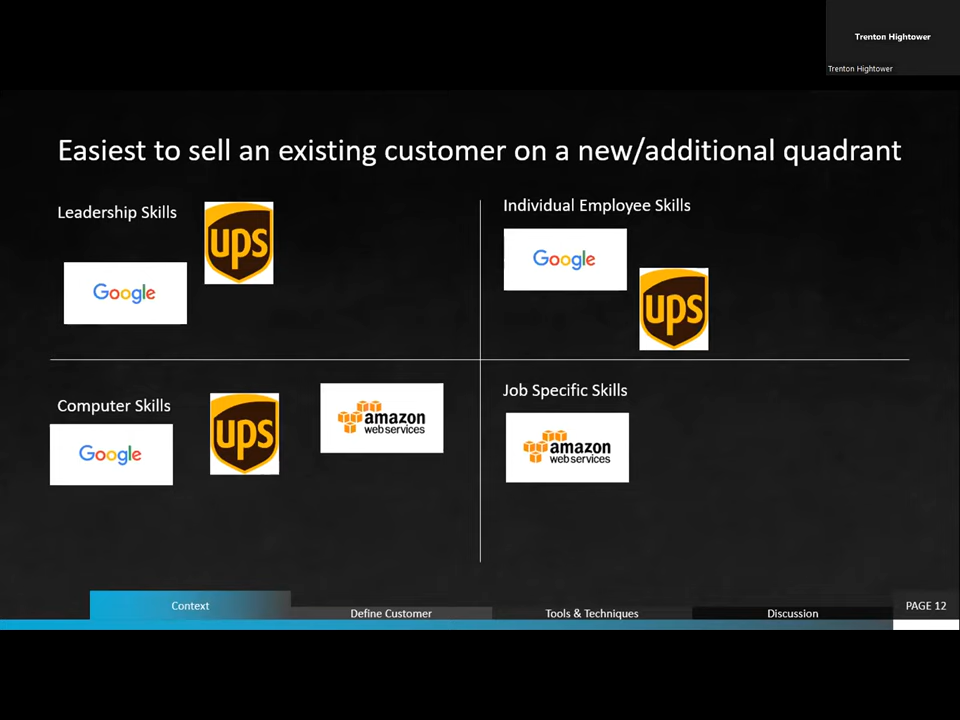 Trenton Hightower
Trenton Hightower
Easiest to sell an existing customer on a new/additional quadrant
Leadership Skills
ups
Google
Individual Employee Skills
Google
ups
Computer Skills
Google
ups
amazon
web services
Job Specific Skills
amazon
web services
Context
Define Customer
Tools & Techniques
Discussion
PAGE 12